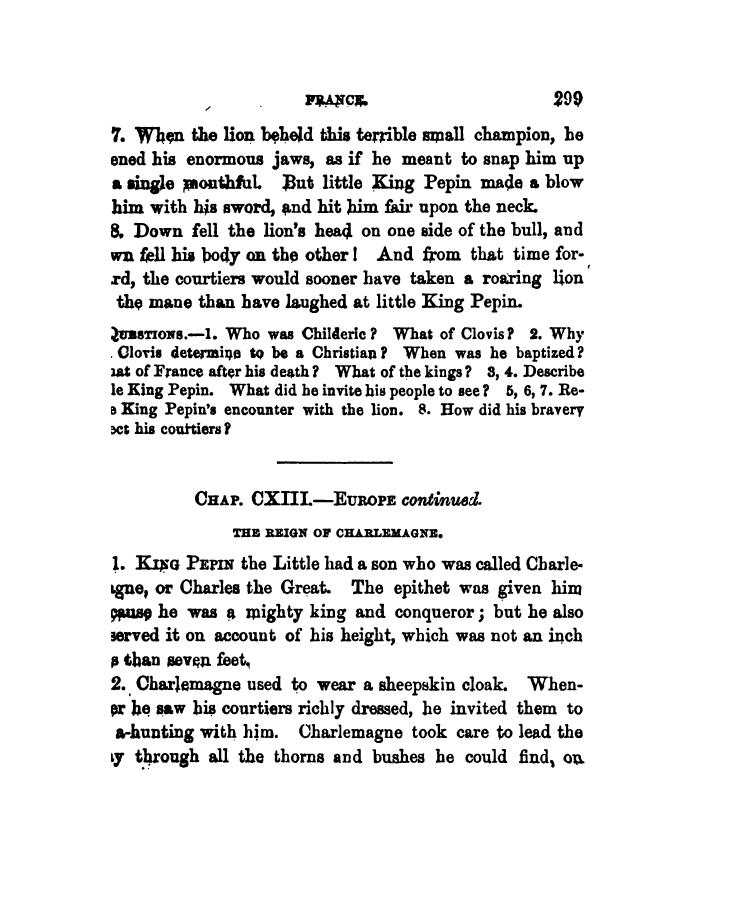 FRANCE. 299
7. When the lion beheld this terrible small champion, he
ened his enormous jaws, as if he meant to snap him up
a single mouthful. But little King Pepin made a blow
him with his sword, and hit him fair upon the neck.
8. Down fell the lion's head on one side of the bull, and
wn fell his body on the other! And from that time for-
rd, the courtiers would sooner have taken a roaring lion
the mane than have laughed at little King Pepin.
QUESTIONS.—1. Who was Childeric? What of Clovis? 2. Why
Clovis determine to be a Christian? When was he baptized?
at of France after his death? What of the kings? 3, 4. Describe
le King Pepin. What did he invite his people to see? 5, 6, 7. Re-
e King Pepin's encounter with the lion. 8. How did his bravery
ect his courtiers?
CHAP. CXIII.—EUROPE continued.
THE REIGN OF CHARLEMAGNE.
1. KING PEPIN the Little had a son who was called Charle-
gne, or Charles the Great. The epithet was given him
cause he was a mighty king and conqueror; but he also
served it on account of his height, which was not an inch
s than seven feet.
2. Charlemagne used to wear a sheepskin cloak. When-
er he saw his courtiers richly dressed, he invited them to
a-hunting with him. Charlemagne took care to lead the
y through all the thorns and bushes he could find, on